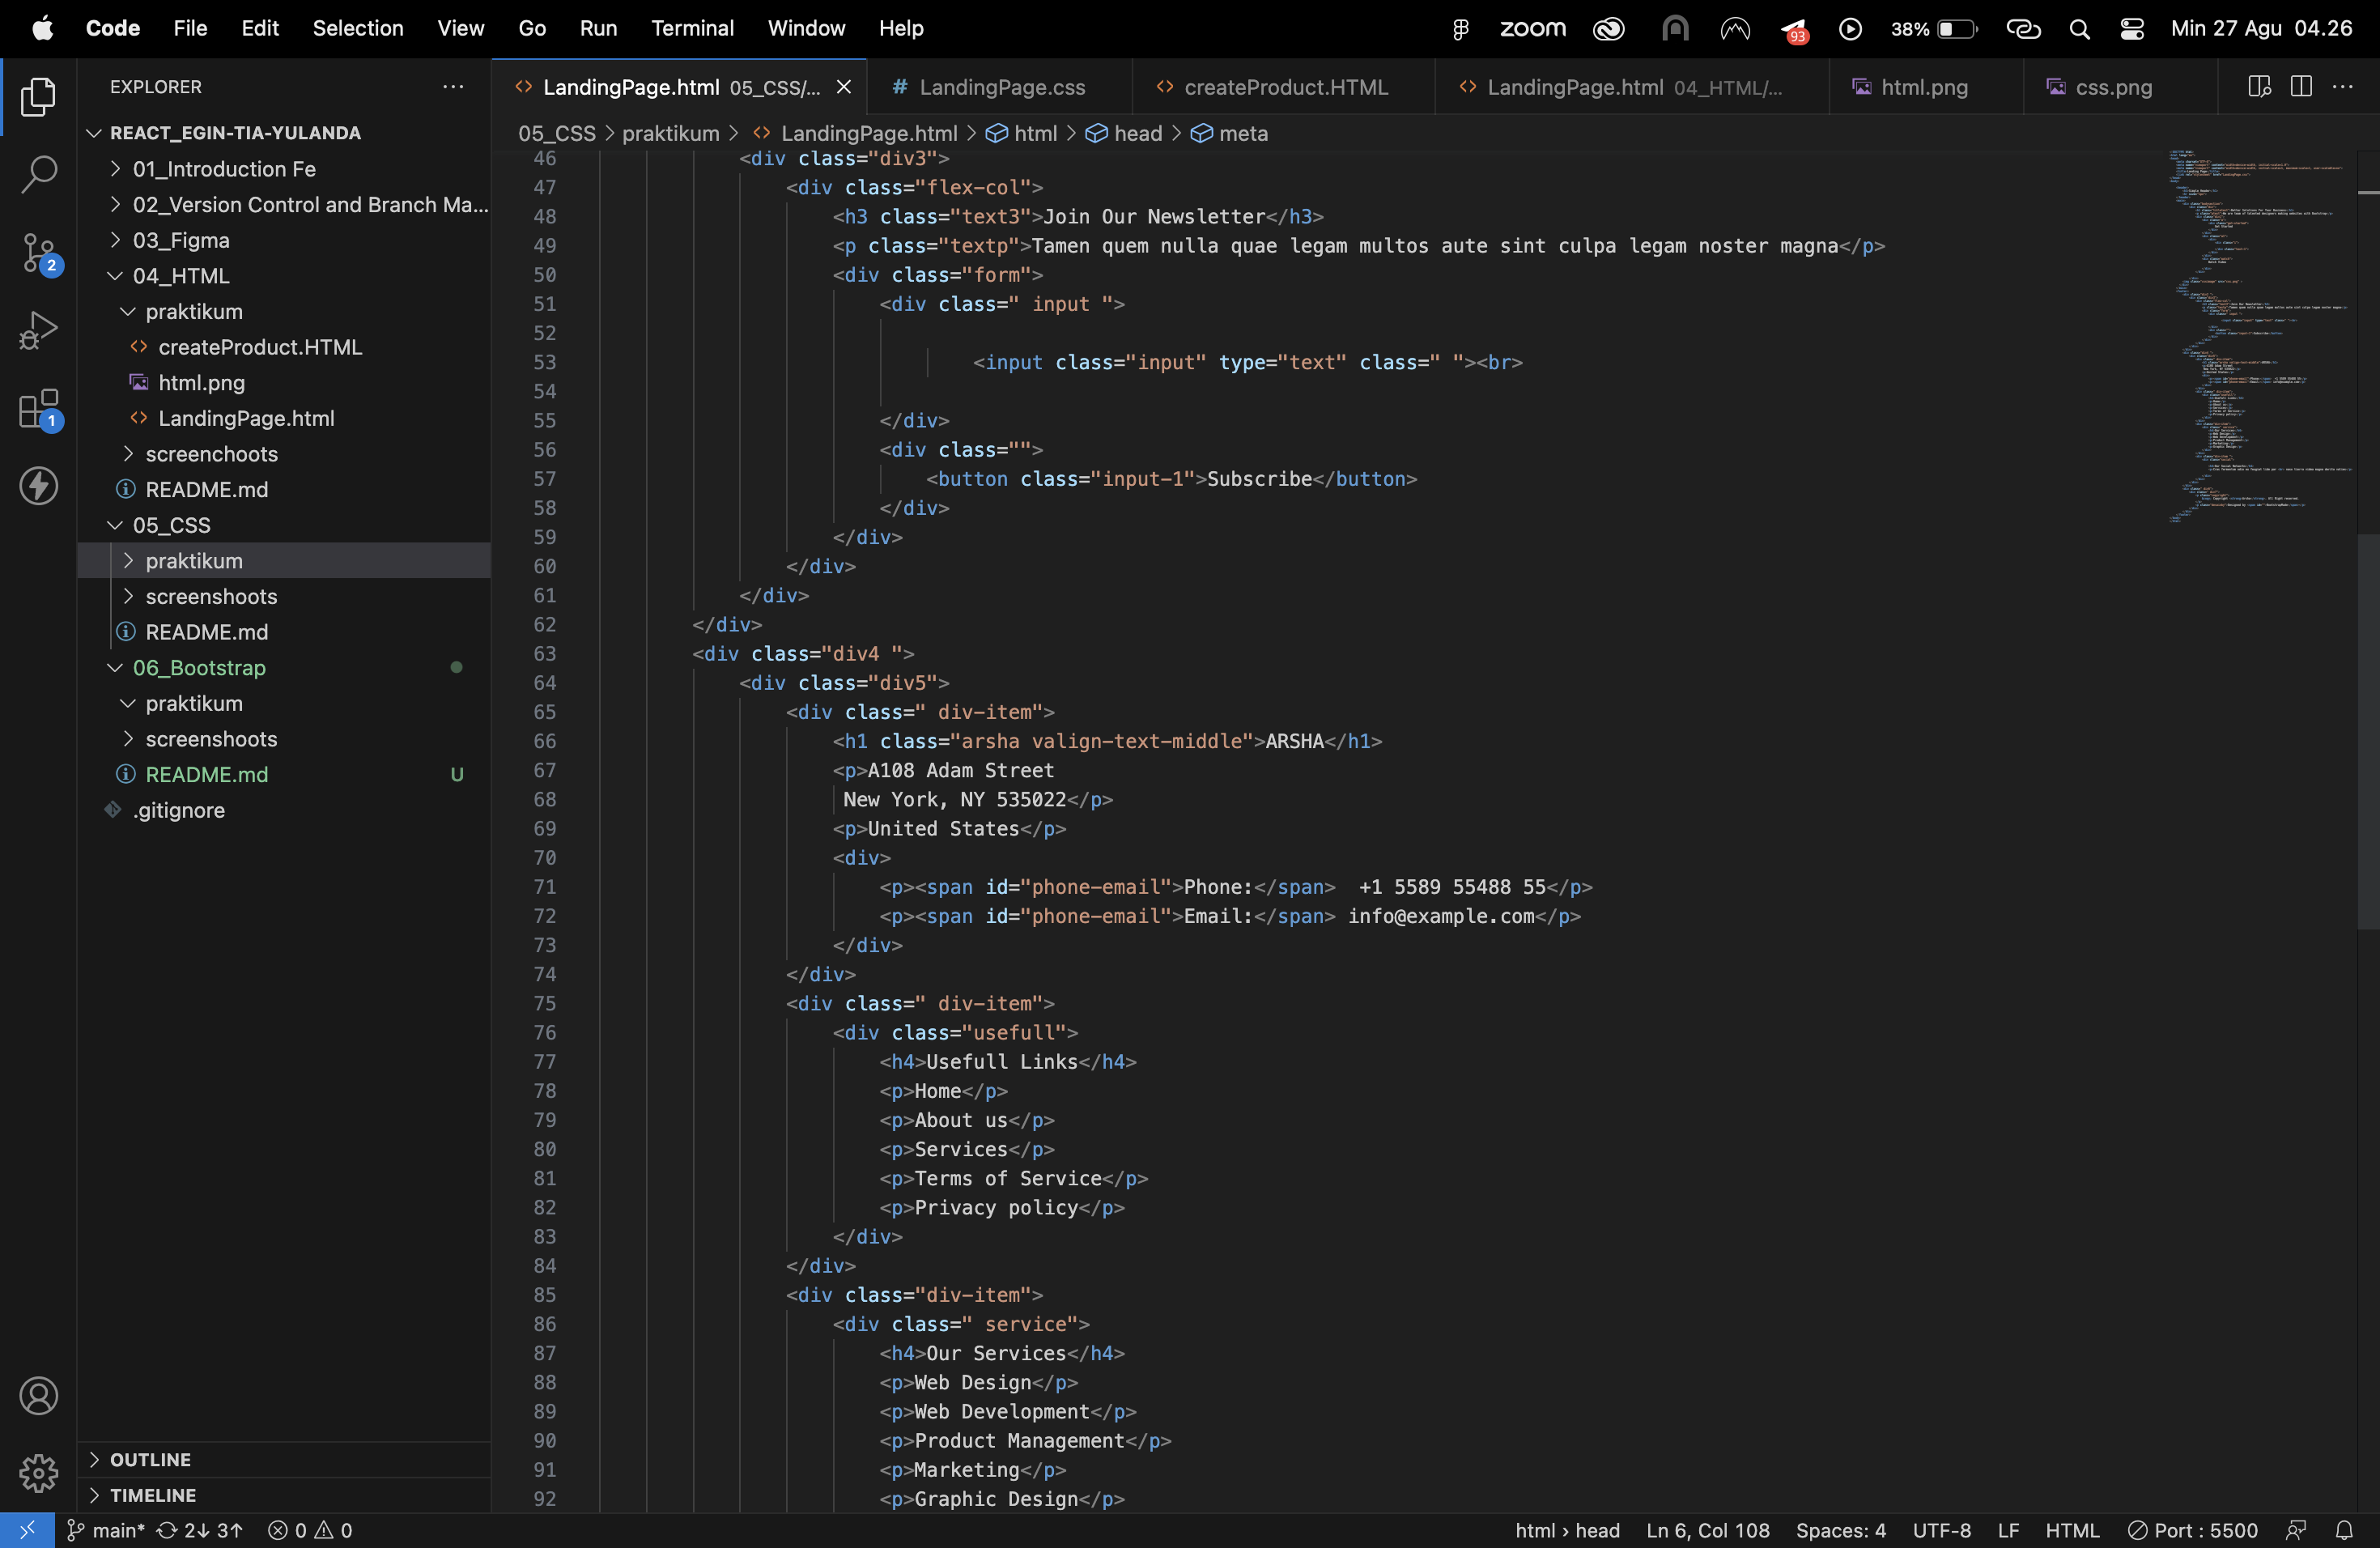 Code File Edit Selection View Go Run Terminal Window Help zoom 93 38% Min 27 Agu 04.26
EXPLORER
REACT_EGIN-TIA-YULANDA
01_Introduction Fe
02_Version Control and Branch Ma...
03_Figma
04_HTML
praktikum
createProduct.HTML
html.png
LandingPage.html
screenchoots
README.md
05_CSS
praktikum
screenshoots
README.md
06_Bootstrap
praktikum
screenshoots
README.md U
.gitignore
OUTLINE
TIMELINE
2
1
LandingPage.html 05_CSS/... LandingPage.css createProduct.HTML LandingPage.html 04_HTML/... html.png css.png
05_CSS > praktikum > LandingPage.html > html > head > meta
46 <div class="div3">
47 <div class="flex-col">
48 <h3 class="text3">Join Our Newsletter</h3>
49 <p class="textp">Tamen quem nulla quae legam multos aute sint culpa legam noster magna</p>
50 <div class="form">
51 <div class=" input ">
52
53 <input class="input" type="text" class=" "><br>
54
55 </div>
56 <div class="">
57 <button class="input-1">Subscribe</button>
58 </div>
59 </div>
60 </div>
61 </div>
62 </div>
63 <div class="div4 ">
64 <div class="div5">
65 <div class=" div-item">
66 <h1 class="arsha valign-text-middle">ARSHA</h1>
67 <p>A108 Adam Street
68 New York, NY 535022</p>
69 <p>United States</p>
70 <div>
71 <p><span id="phone-email">Phone:</span>  +1 5589 55488 55</p>
72 <p><span id="phone-email">Email:</span> info@example.com</p>
73 </div>
74 </div>
75 <div class=" div-item">
76 <div class="usefull">
77 <h4>Usefull Links</h4>
78 <p>Home</p>
79 <p>About us</p>
80 <p>Services</p>
81 <p>Terms of Service</p>
82 <p>Privacy policy</p>
83 </div>
84 </div>
85 <div class="div-item">
86 <div class=" service">
87 <h4>Our Services</h4>
88 <p>Web Design</p>
89 <p>Web Development</p>
90 <p>Product Management</p>
91 <p>Marketing</p>
92 <p>Graphic Design</p>
main* 2↓ 3↑ 0 0 html › head Ln 6, Col 108 Spaces: 4 UTF-8 LF HTML Port : 5500